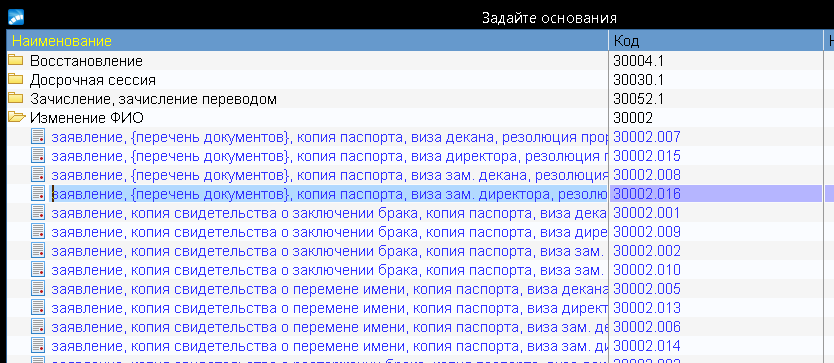 Задайте основания
Наименование Код
Восстановление 30004.1
Досрочная сессия 30030.1
Зачисление, зачисление переводом 30052.1
Изменение ФИО 30002
заявление, {перечень документов}, копия паспорта, виза декана, резолюция прор 30002.007
заявление, {перечень документов}, копия паспорта, виза директора, резолюция 30002.015
заявление, {перечень документов}, копия паспорта, виза зам. декана, резолюция 30002.008
заявление, {перечень документов}, копия паспорта, виза зам. директора, резолю 30002.016
заявление, копия свидетельства о заключении брака, копия паспорта, виза дека 30002.001
заявление, копия свидетельства о заключении брака, копия паспорта, виза дире 30002.009
заявление, копия свидетельства о заключении брака, копия паспорта, виза зам. 30002.002
заявление, копия свидетельства о заключении брака, копия паспорта, виза зам. 30002.010
заявление, копия свидетельства о перемене имени, копия паспорта, виза декана 30002.005
заявление, копия свидетельства о перемене имени, копия паспорта, виза директ 30002.013
заявление, копия свидетельства о перемене имени, копия паспорта, виза зам. де 30002.006
заявление, копия свидетельства о перемене имени, копия паспорта, виза зам. ди 30002.014